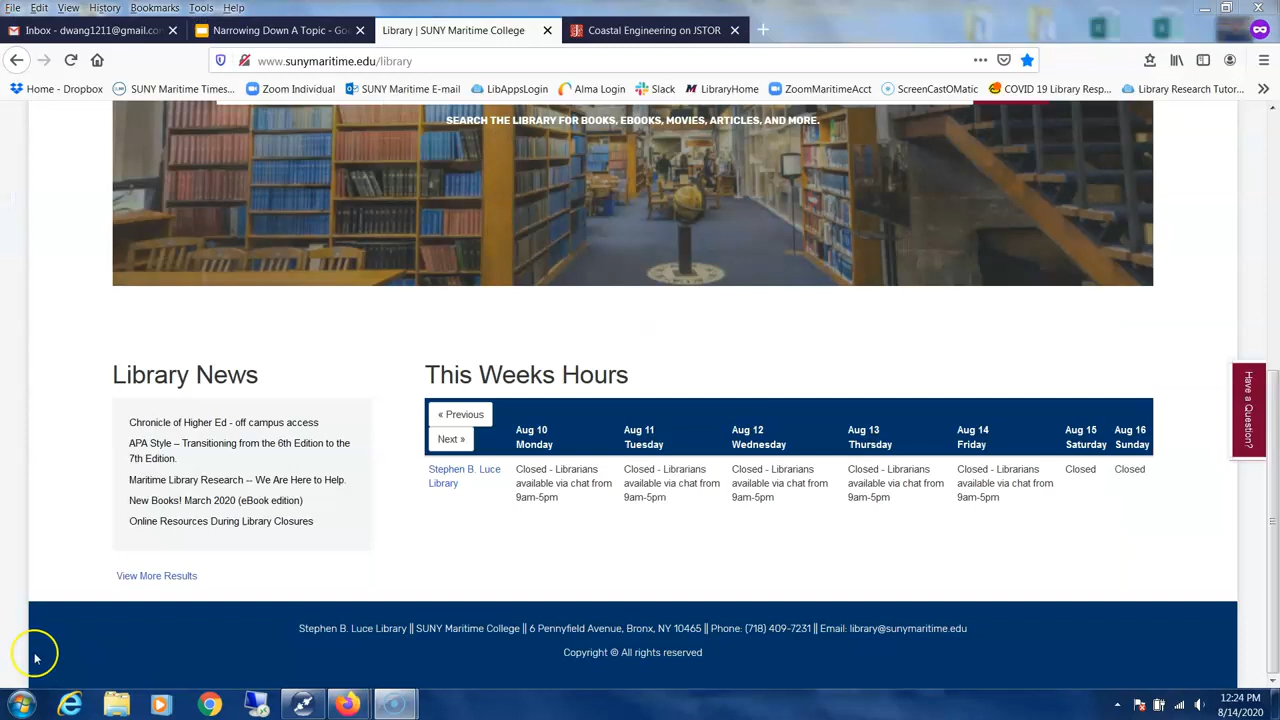 File Edit View History Bookmarks Tools Help
Inbox - dwang1211@gmail.com
Narrowing Down A Topic - Goo
Library | SUNY Maritime College
Coastal Engineering on JSTOR
www.sunymaritime.edu/library
Home - Dropbox
SUNY Maritime Times...
Zoom Individual
SUNY Maritime E-mail
LibAppsLogin
Alma Login
Slack
LibraryHome
ZoomMaritimeAcct
ScreenCastOMatic
COVID 19 Library Resp...
Library Research Tutor...
SEARCH THE LIBRARY FOR BOOKS, EBOOKS, MOVIES, ARTICLES, AND MORE.
Have a Question?
Library News
Chronicle of Higher Ed - off campus access
APA Style – Transitioning from the 6th Edition to the
7th Edition.
Maritime Library Research -- We Are Here to Help.
New Books! March 2020 (eBook edition)
Online Resources During Library Closures
View More Results
This Weeks Hours
« Previous
Next »
Aug 10 Aug 11 Aug 12 Aug 13 Aug 14 Aug 15 Aug 16
Monday Tuesday Wednesday Thursday Friday Saturday Sunday
Stephen B. Luce Closed - Librarians Closed - Librarians Closed - Librarians Closed - Librarians Closed - Librarians Closed Closed
Library available via chat from available via chat from available via chat from available via chat from available via chat from
9am-5pm 9am-5pm 9am-5pm 9am-5pm 9am-5pm
Stephen B. Luce Library || SUNY Maritime College || 6 Pennyfield Avenue, Bronx, NY 10465 || Phone: (718) 409-7231 || Email: library@sunymaritime.edu
Copyright © All rights reserved
12:24 PM
8/14/2020